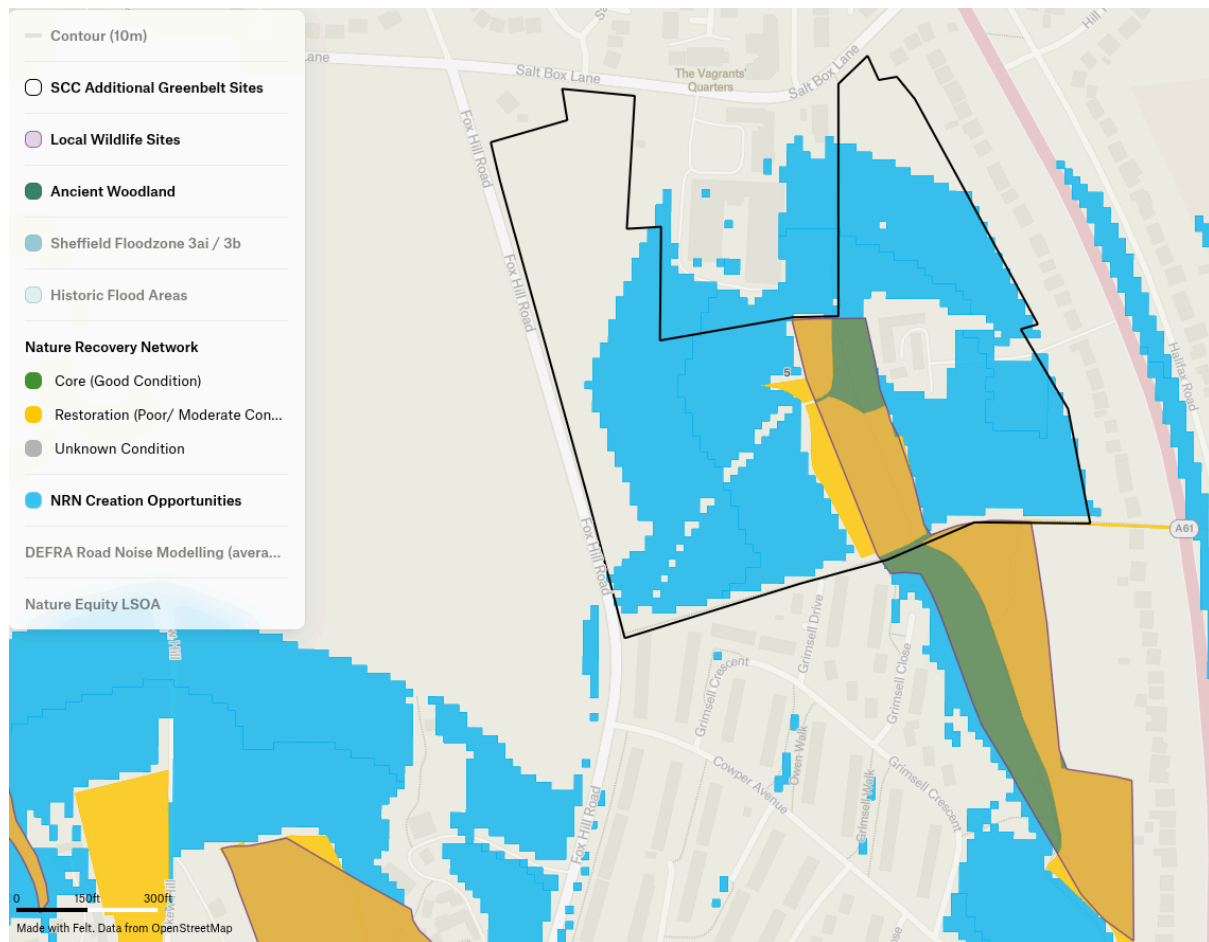 Contour (10m)
SCC Additional Greenbelt Sites
Local Wildlife Sites
Ancient Woodland
Sheffield Floodzone 3ai / 3b
Historic Flood Areas
Nature Recovery Network
Core (Good Condition)
Restoration (Poor/ Moderate Con...
Unknown Condition
NRN Creation Opportunities
DEFRA Road Noise Modelling (avera...
Nature Equity LSOA
Lane
Salt Box Lane
The Vagrants'
Quarters
Salt Box Lane
Fox Hill Road
Fox Hill Road
Fox Hill Road
Fox Hill Road
Halifax Road
5
A61
Grimsell Crescent
Grimsell Drive
Grimsell Close
Cowper Avenue
Owen Walk
Grimsell Walk
Grimsell Crescent
0 150ft 300ft
Made with Felt. Data from OpenStreetMap